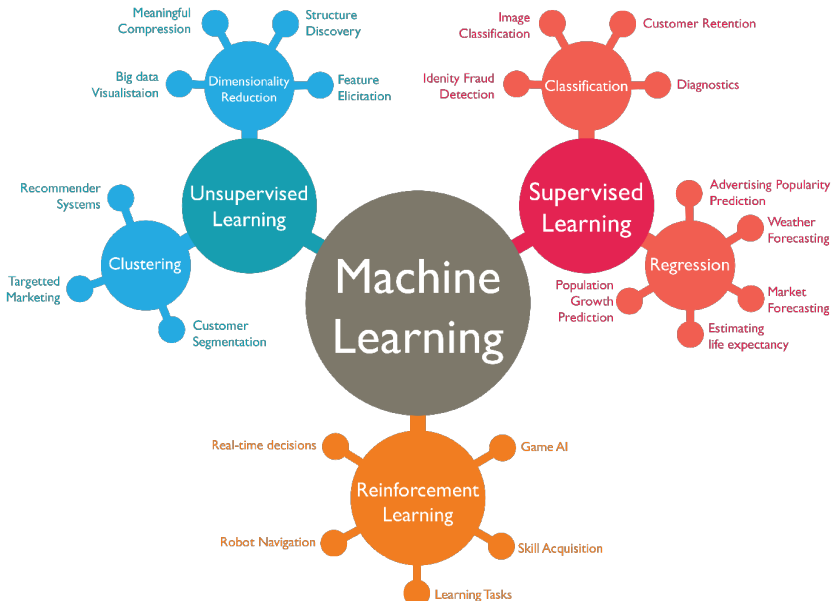 Machine
Learning
Unsupervised
Learning
Dimensionality
Reduction
Meaningful
Compression
Structure
Discovery
Big data
Visualistaion
Feature
Elicitation
Clustering
Recommender
Systems
Targetted
Marketing
Customer
Segmentation
Supervised
Learning
Classification
Image
Classification
Customer Retention
Idenity Fraud
Detection
Diagnostics
Regression
Advertising Popularity
Prediction
Weather
Forecasting
Population
Growth
Prediction
Market
Forecasting
Estimating
life expectancy
Reinforcement
Learning
Real-time decisions
Game AI
Robot Navigation
Skill Acquisition
Learning Tasks